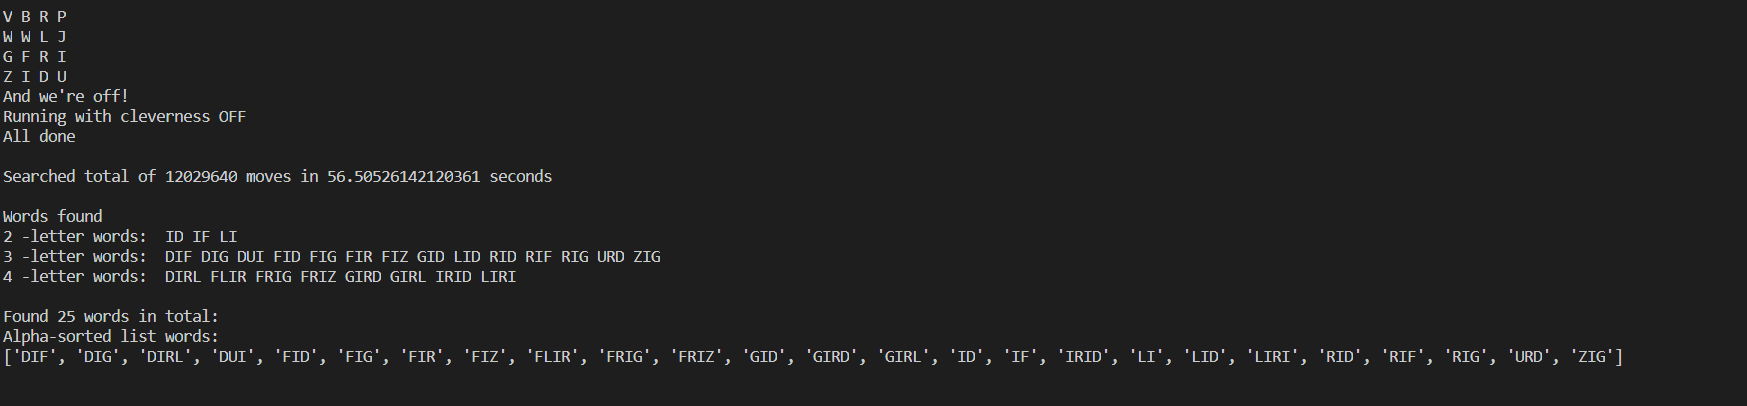 V B R P
W W L J
G F R I
Z I D U
And we're off!
Running with cleverness OFF
All done
Searched total of 12029640 moves in 56.50526142120361 seconds
Words found
2 -letter words:  ID IF LI
3 -letter words:  DIF DIG DUI FID FIG FIR FIZ GID LID RID RIF RIG URD ZIG
4 -letter words:  DIRL FLIR FRIG FRIZ GIRD GIRL IRID LIRI
Found 25 words in total:
Alpha-sorted list words:
['DIF', 'DIG', 'DIRL', 'DUI', 'FID', 'FIG', 'FIR', 'FIZ', 'FLIR', 'FRIG', 'FRIZ', 'GID', 'GIRD', 'GIRL', 'ID', 'IF', 'IRID', 'LI', 'LID', 'LIRI', 'RID', 'RIF', 'RIG', 'URD', 'ZIG']